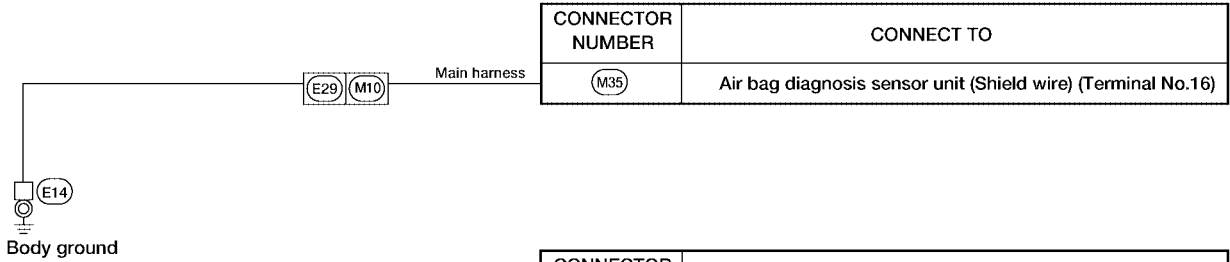 CONNECTOR NUMBER
CONNECT TO
Main harness
E29 M10
M35
Air bag diagnosis sensor unit (Shield wire) (Terminal No.16)
E14
Body ground
CONNECTOR